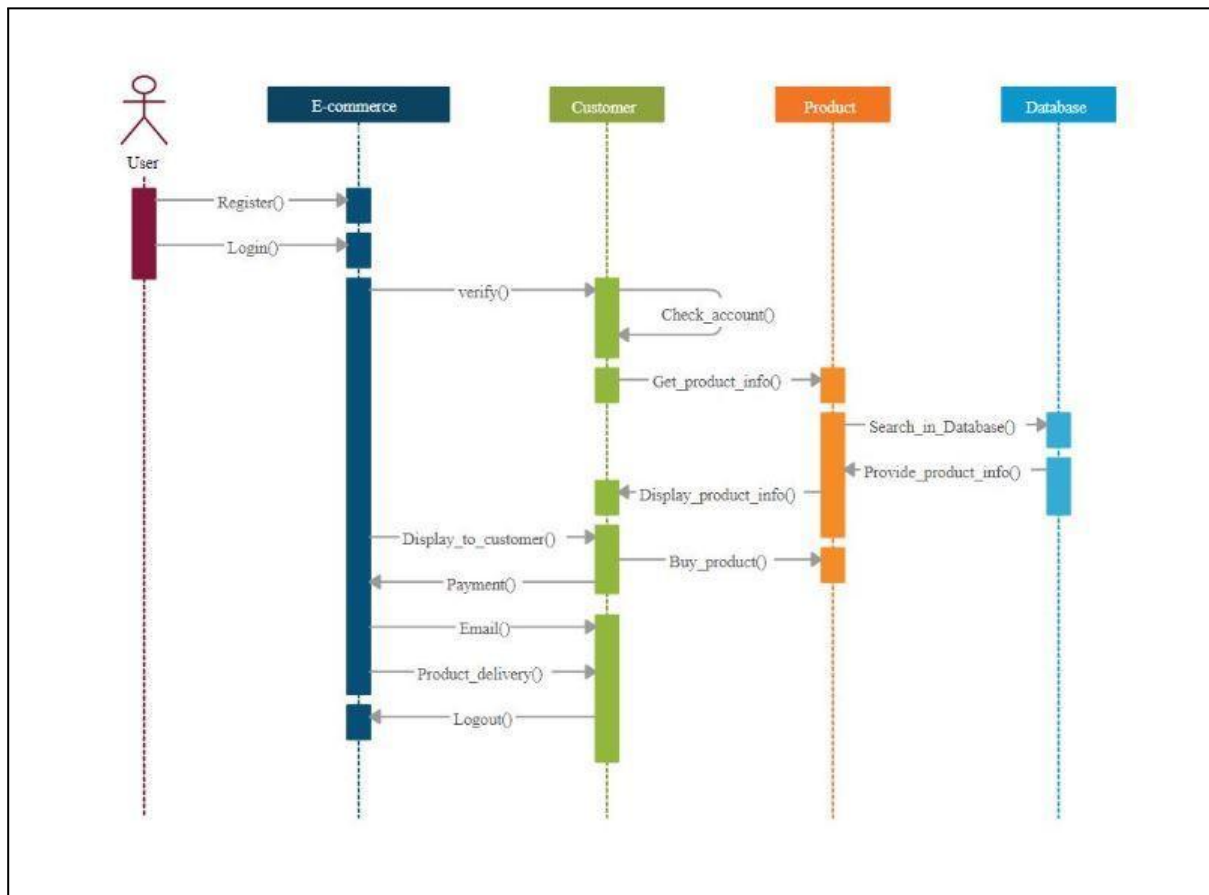 E-commerce
Customer
Product
Database
User
Register()
Login()
verify()
Check_account()
Get_product_info()
Search_in_Database()
Provide_product_info()
Display_product_info()
Display_to_customer()
Buy_product()
Payment()
Email()
Product_delivery()
Logout()